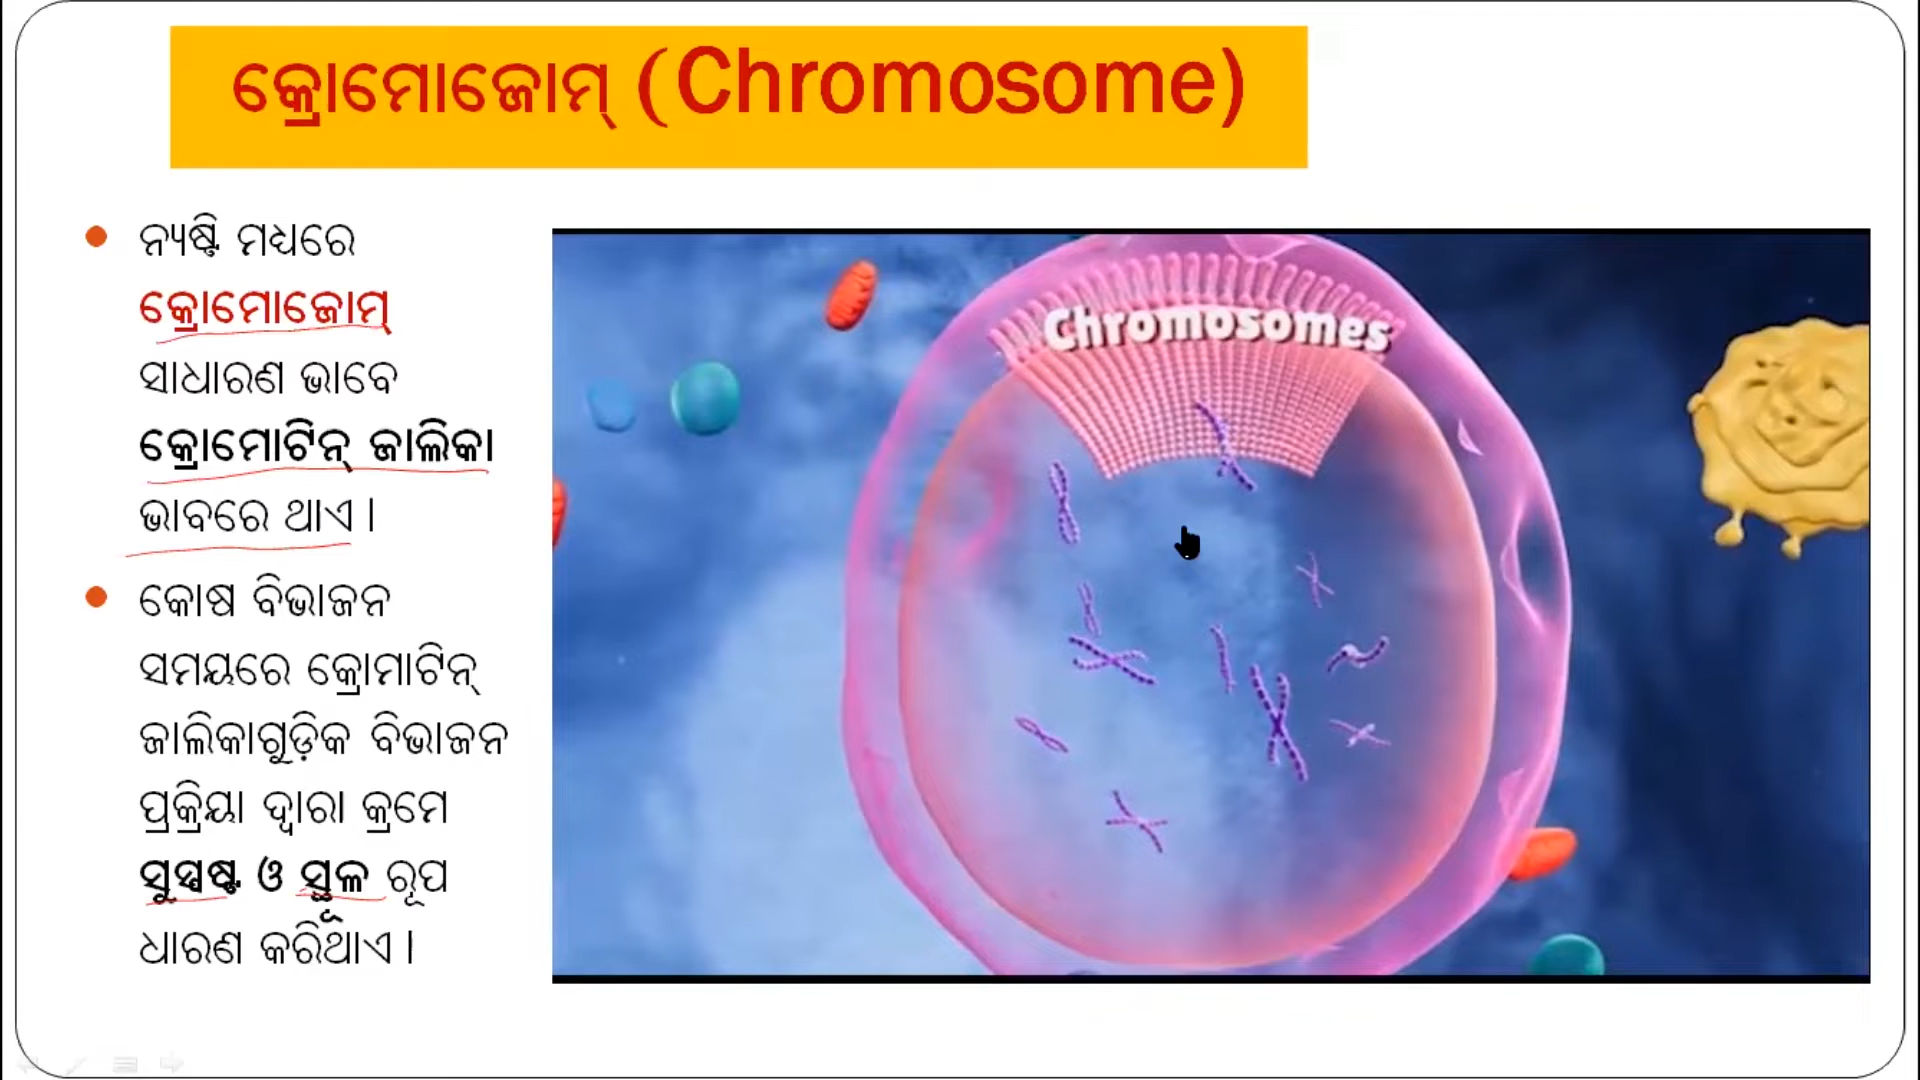 କ୍ରୋମୋଜୋମ୍ (Chromosome)
ନ୍ୟଷ୍ଟି ମଧ୍ୟରେ
କ୍ରୋମୋଜୋମ୍
ସାଧାରଣ ଭାବେ
କ୍ରୋମୋଟିନ୍ ଜାଲିକା
ଭାବରେ ଥାଏ ।
କୋଷ ବିଭାଜନ
ସମୟରେ କ୍ରୋମାଟିନ୍
ଜାଲିକାଗୁଡ଼ିକ ବିଭାଜନ
ପ୍ରକ୍ରିୟା ଦ୍ୱାରା କ୍ରମେ
ସୁସ୍ପଷ୍ଟ ଓ ସ୍ଥୂଳ ରୂପ
ଧାରଣ କରିଥାଏ ।
Chromosomes